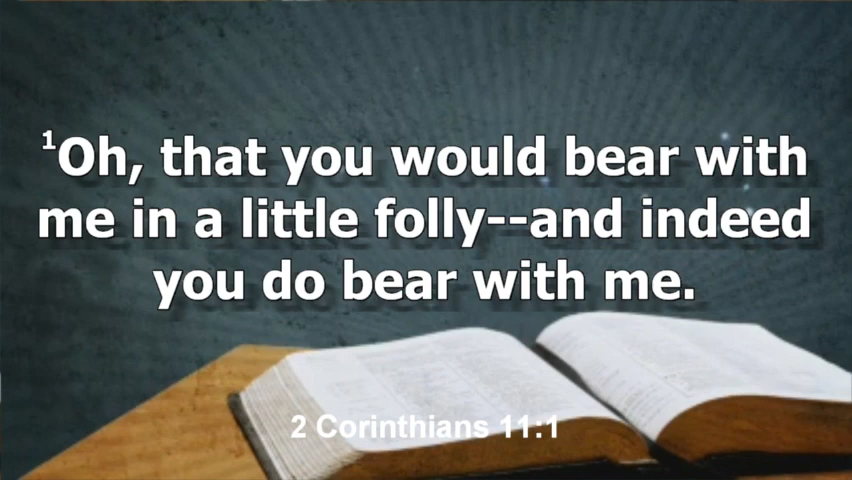 ¹Oh, that you would bear with
me in a little folly--and indeed
you do bear with me.
2 Corinthians 11:1